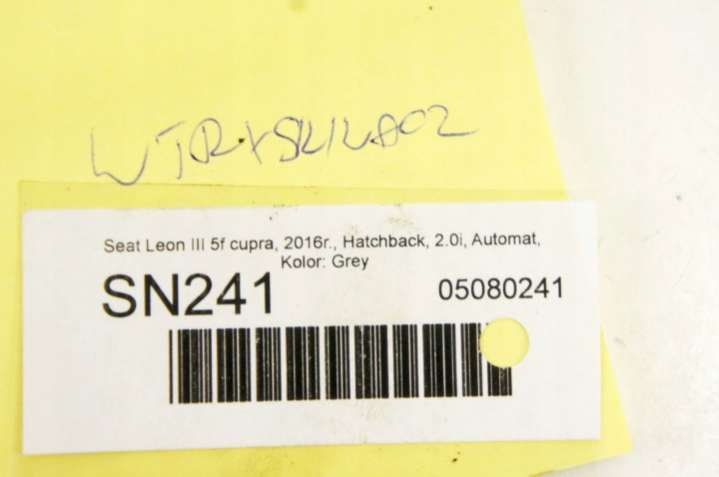 Seat Leon III 5f cupra, 2016r., Hatchback, 2.0i, Automat,
Kolor: Grey
SN241
05080241